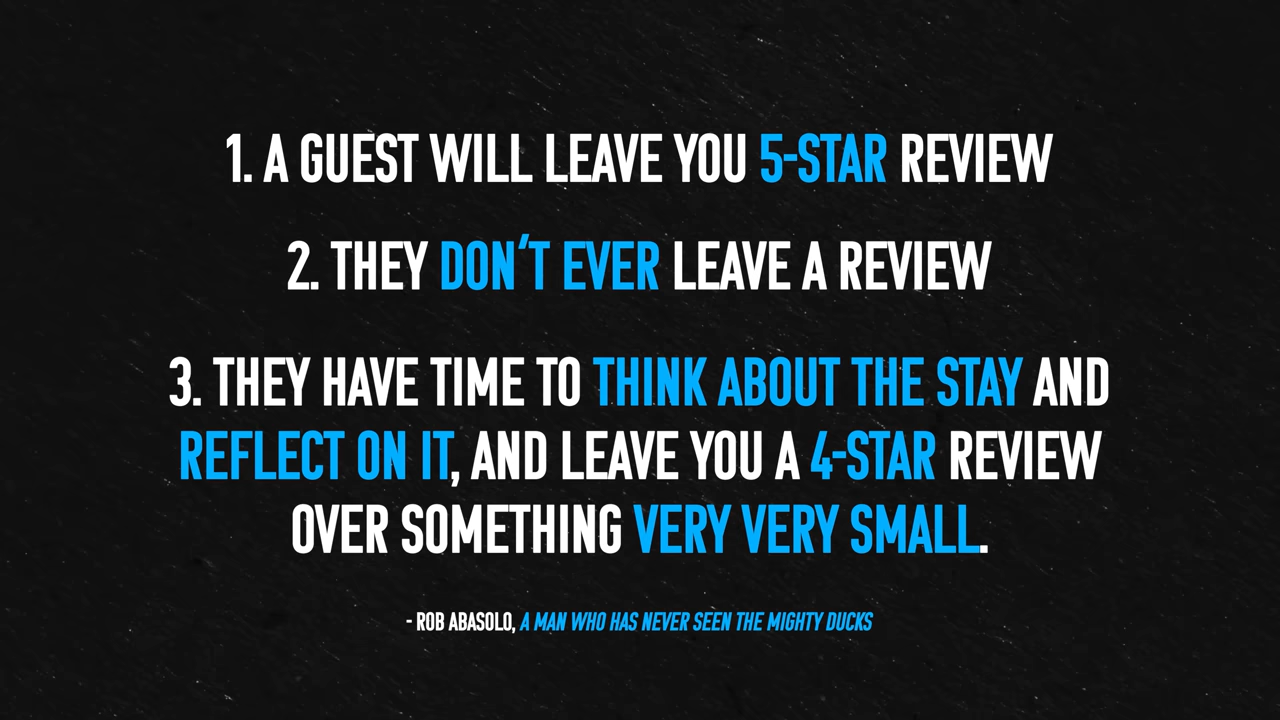 1. A GUEST WILL LEAVE YOU 5-STAR REVIEW
2. THEY DON'T EVER LEAVE A REVIEW
3. THEY HAVE TIME TO THINK ABOUT THE STAY AND
REFLECT ON IT, AND LEAVE YOU A 4-STAR REVIEW
OVER SOMETHING VERY VERY SMALL.
- ROB ABASOLO, A MAN WHO HAS NEVER SEEN THE MIGHTY DUCKS